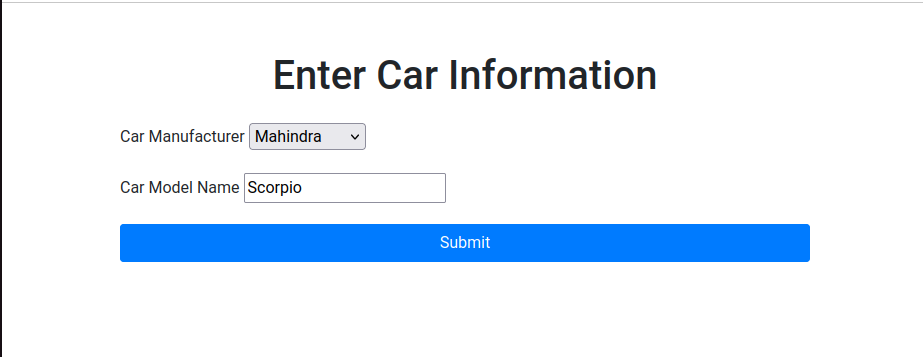 Enter Car Information
Car Manufacturer Mahindra
Car Model Name Scorpio
Submit